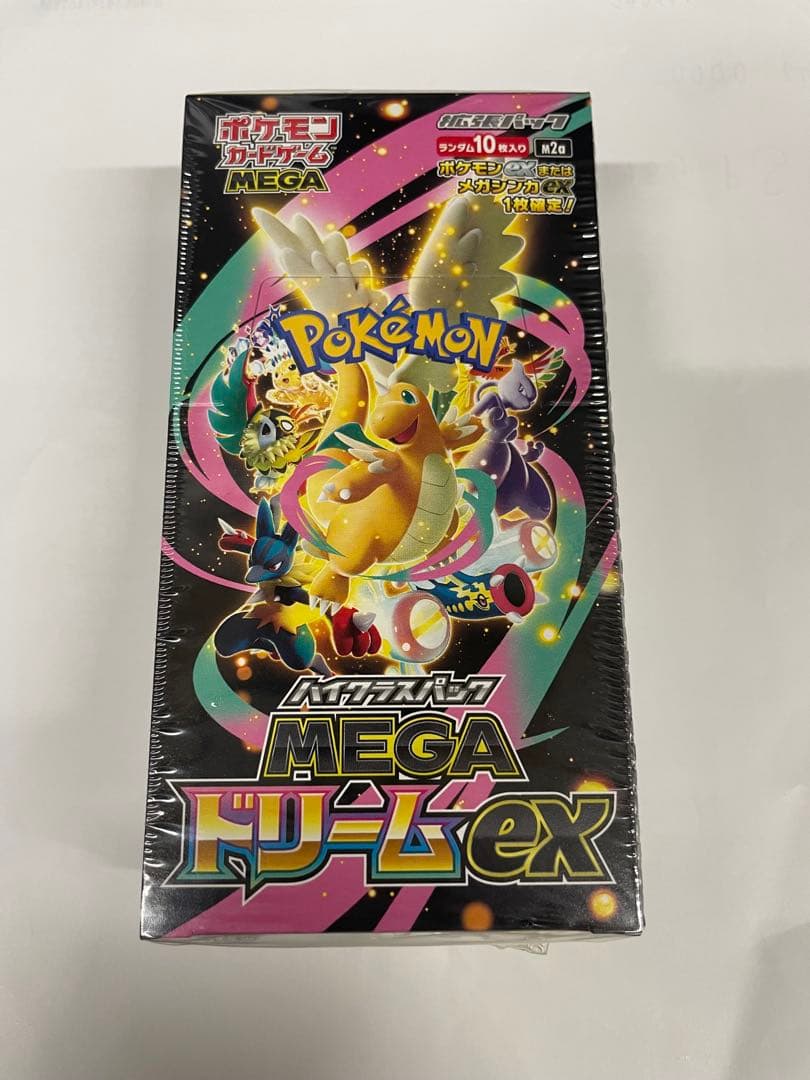 ポケモン
カードゲーム
MEGA
拡張パック
ランダム10枚入り M2a
ポケモンexまたは
メガシンカex
1枚確定!
POKéMON
TM
ハイクラスパック
MEGA
ドリームex